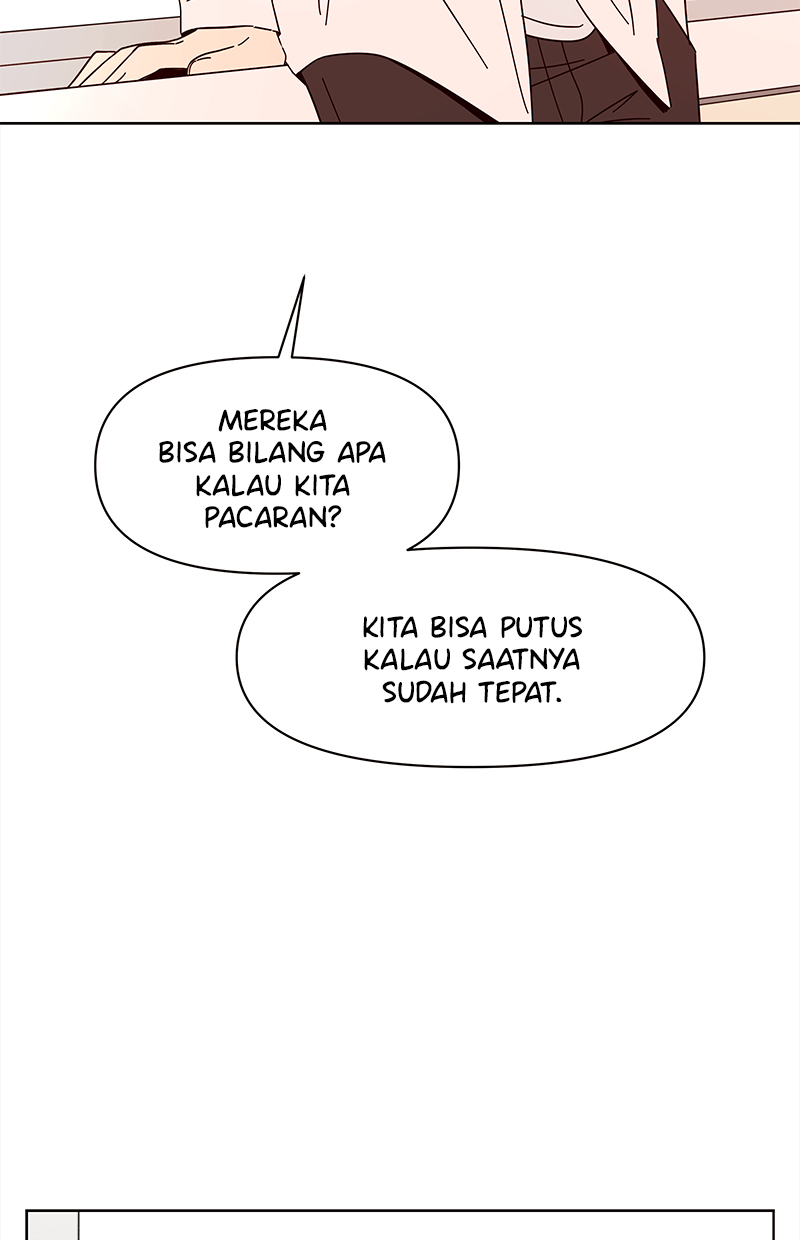 MEREKA
BISA BILANG APA
KALAU KITA
PACARAN?
KITA BISA PUTUS
KALAU SAATNYA
SUDAH TEPAT.